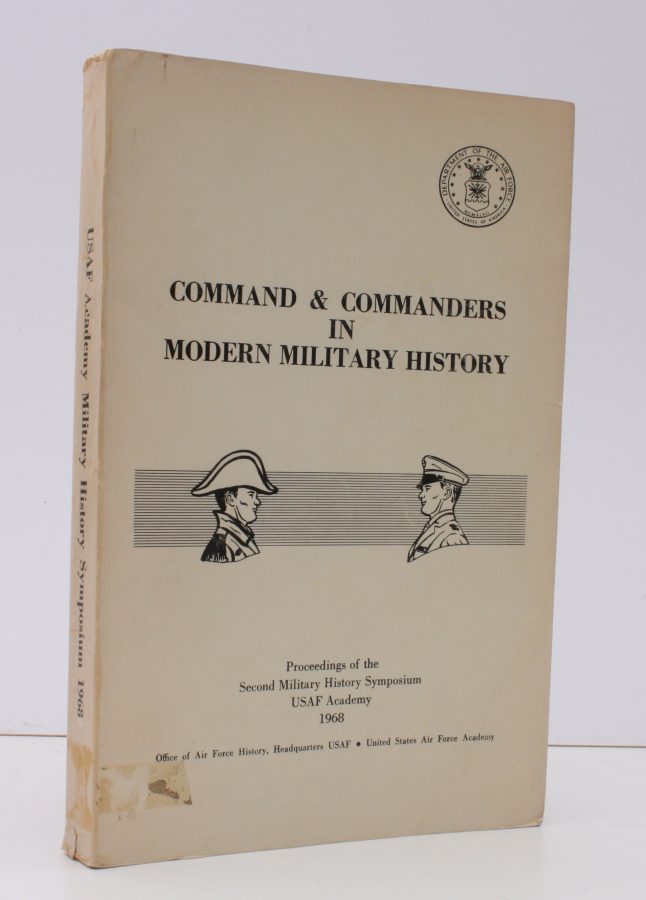 USAF Academy Military History Symposium 1968
DEPARTMENT OF THE AIR FORCE
MCMXLVII
UNITED STATES OF AMERICA
COMMAND & COMMANDERS
IN
MODERN MILITARY HISTORY
Proceedings of the
Second Military History Symposium
USAF Academy
1968
Office of Air Force History, Headquarters USAF • United States Air Force Academy